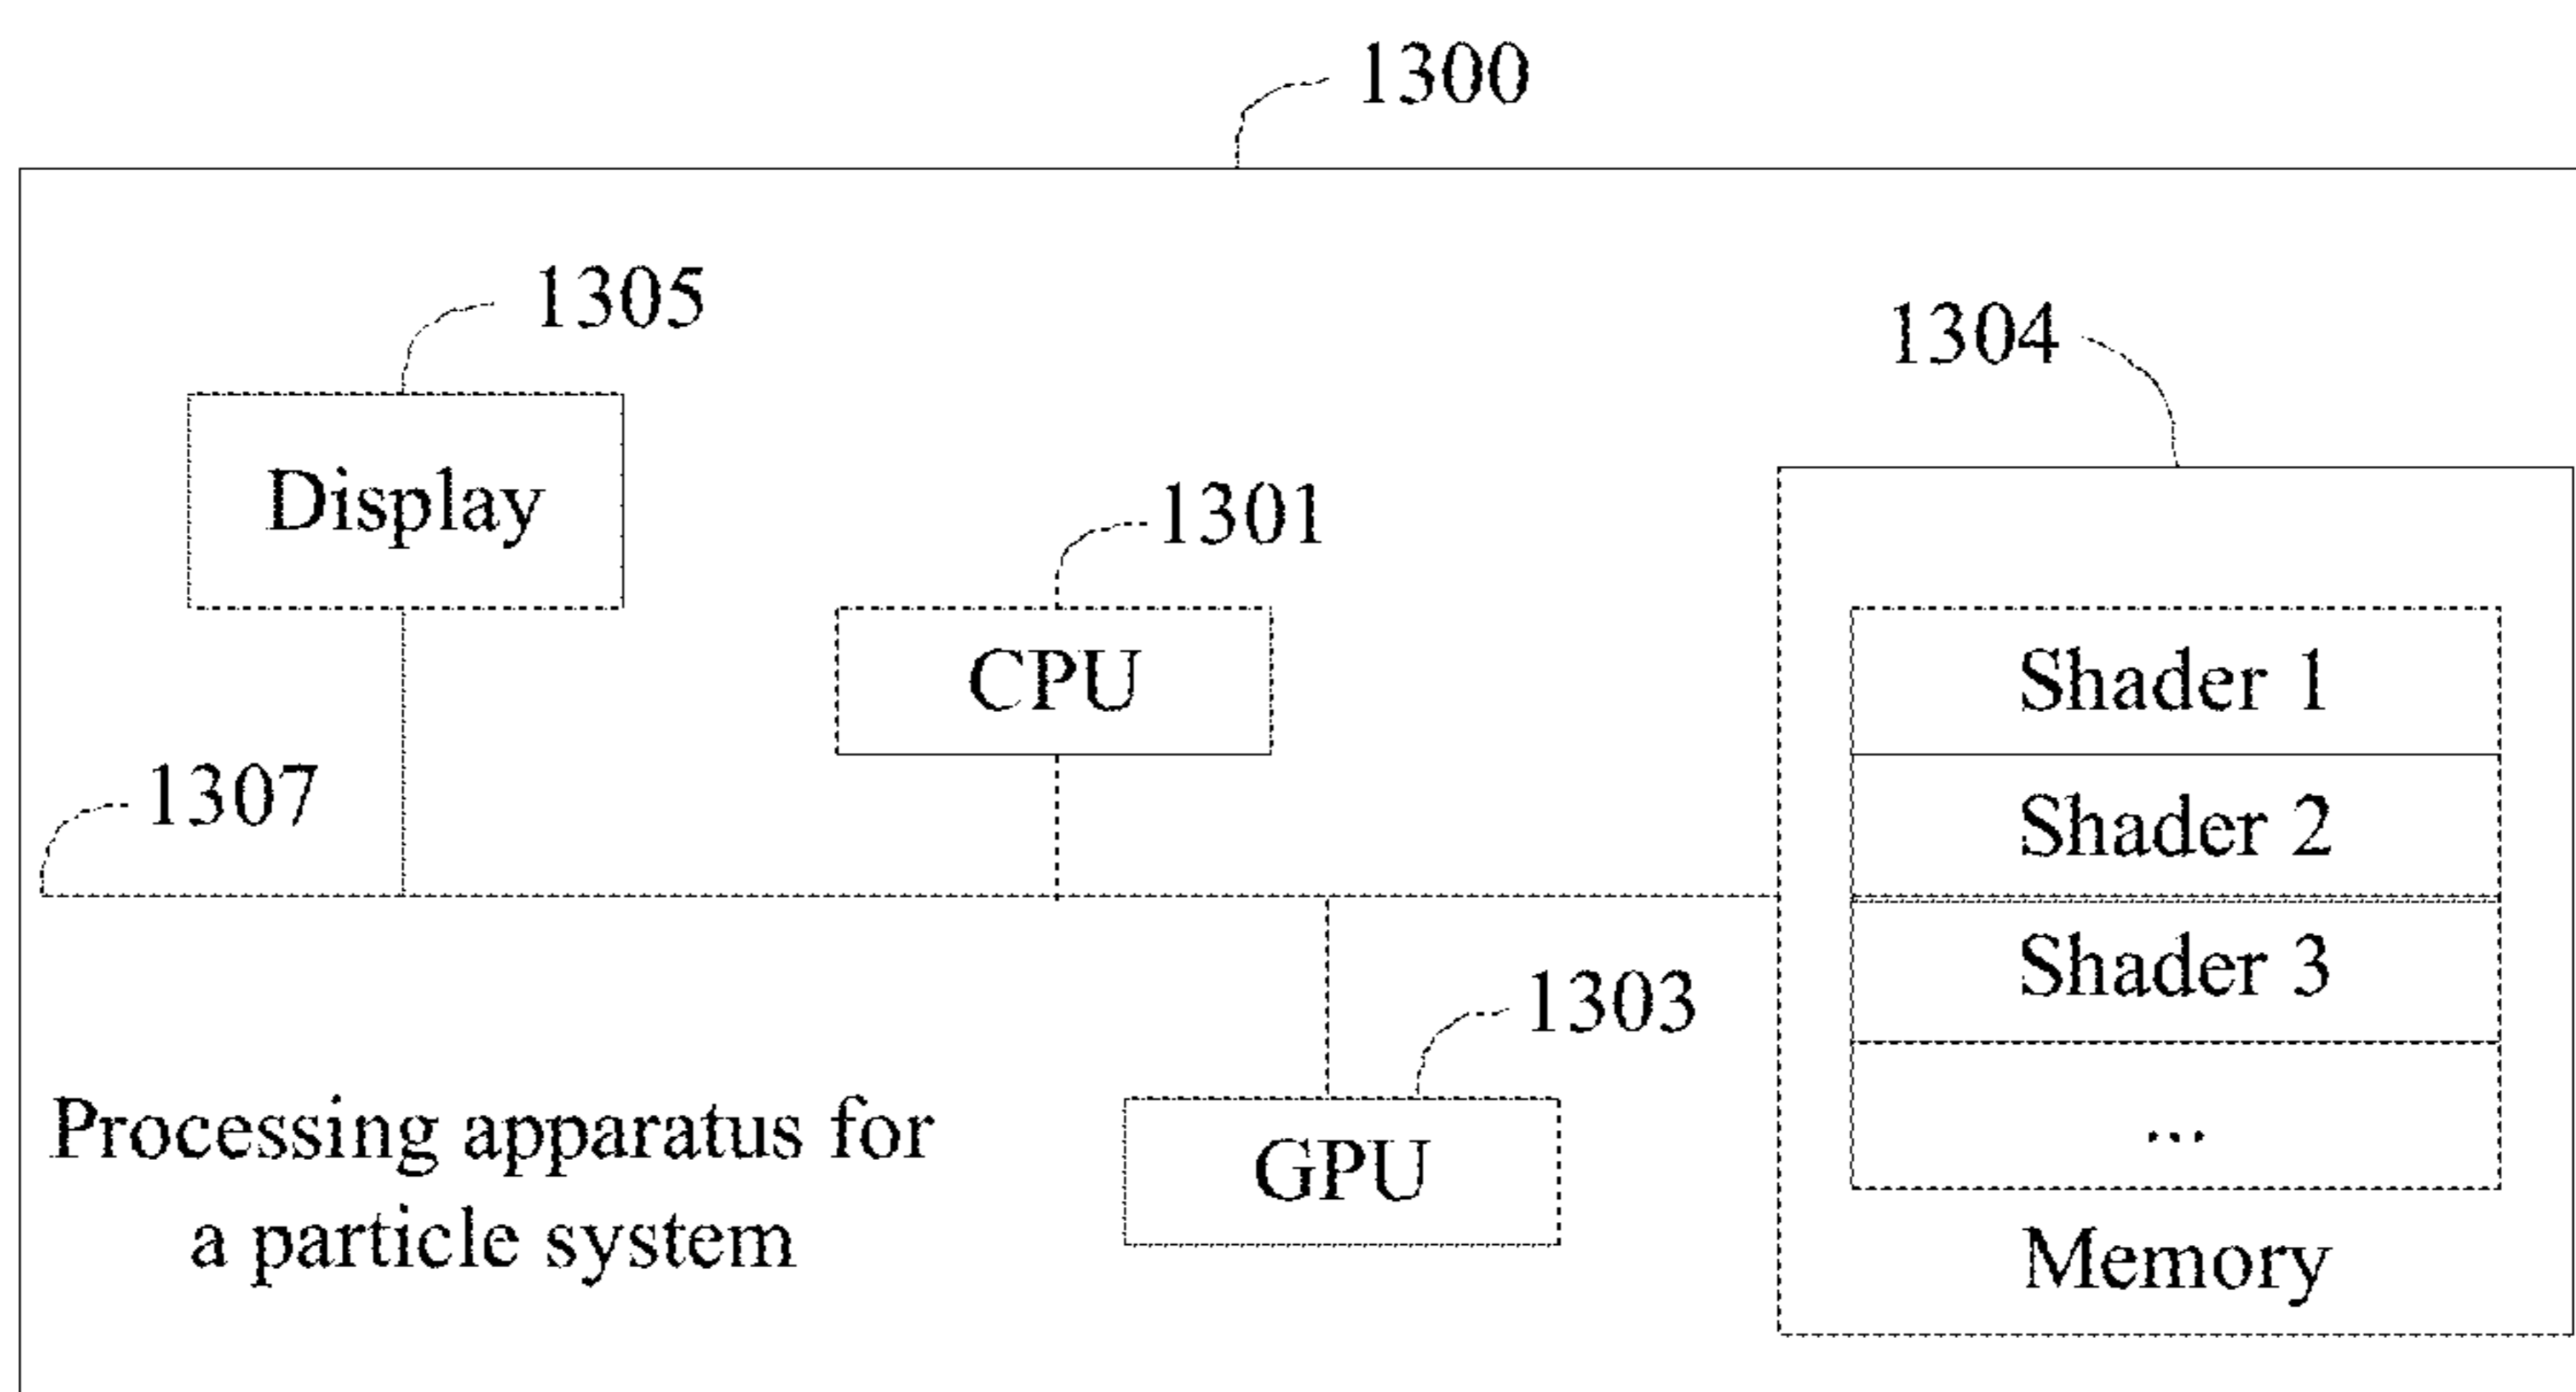 1300
1305
1304
Display
1301
CPU
Shader 1
1307
Shader 2
Shader 3
1303
Processing apparatus for
a particle system
GPU
...
Memory